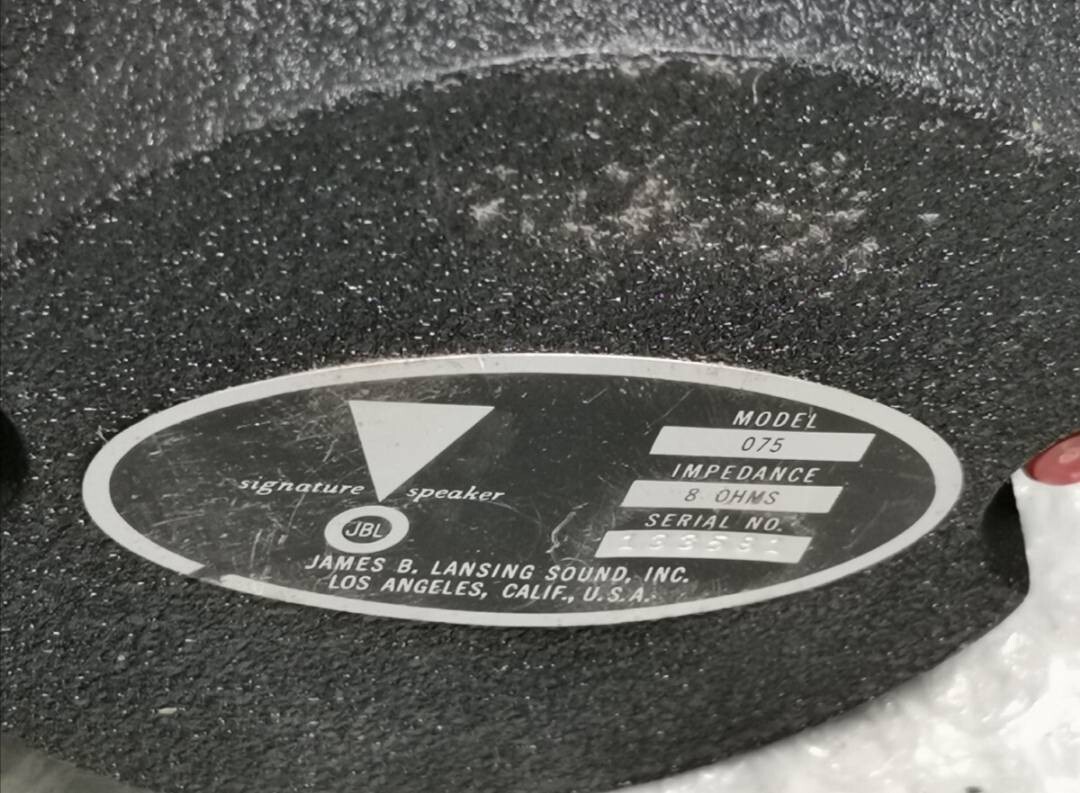 signature speaker
JBL
JAMES B. LANSING SOUND, INC.
LOS ANGELES, CALIF., U.S.A.
MODEL
075
IMPEDANCE
8 OHMS
SERIAL NO.